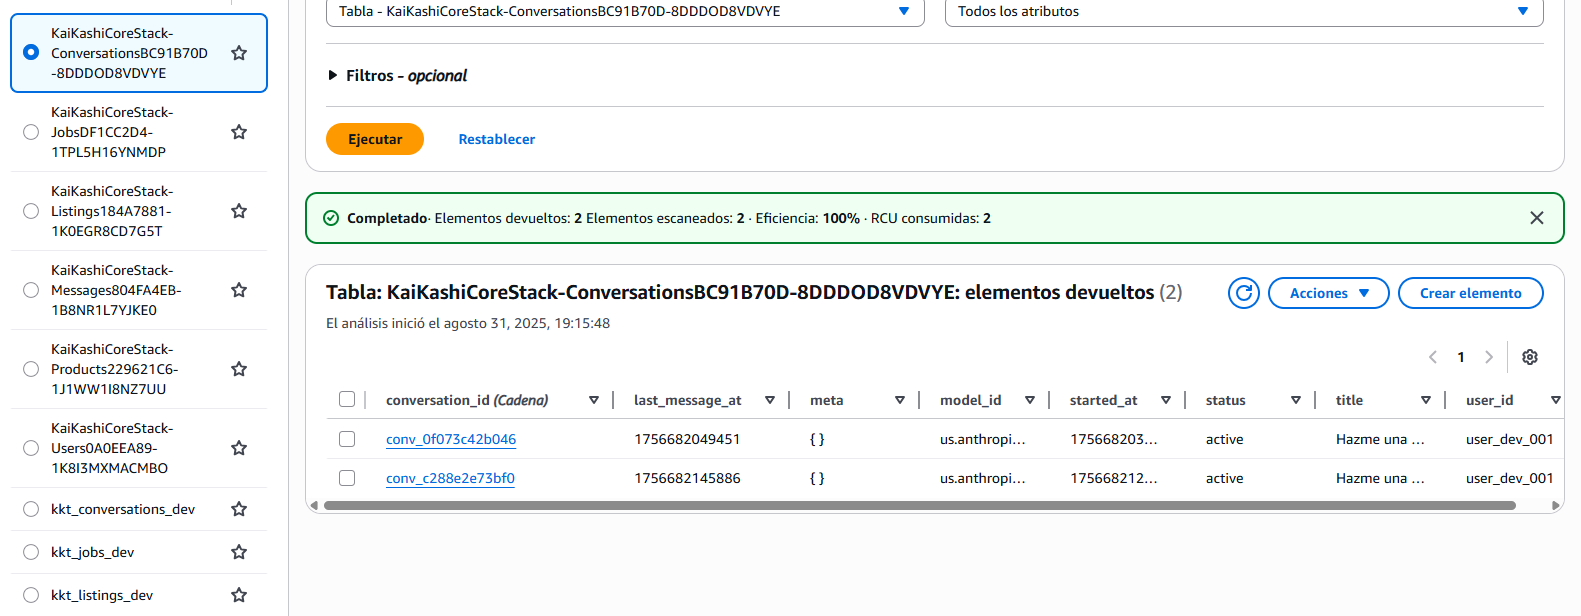 KaiKashiCoreStack-
ConversationsBC91B70D
-8DDDOD8VDVYE
KaiKashiCoreStack-
JobsDF1CC2D4-
1TPL5H16YNMDP
KaiKashiCoreStack-
Listings184A7881-
1K0EGR8CD7G5T
KaiKashiCoreStack-
Messages804FA4EB-
1B8NR1L7YJKE0
KaiKashiCoreStack-
Products229621C6-
1J1WW1I8NZ7UU
KaiKashiCoreStack-
Users0A0EEA89-
1K8I3MXMACMBO
kkt_conversations_dev
kkt_jobs_dev
kkt_listings_dev
Tabla - KaiKashiCoreStack-ConversationsBC91B70D-8DDDOD8VDVYE
Todos los atributos
Filtros - opcional
Ejecutar
Restablecer
Completado· Elementos devueltos: 2 Elementos escaneados: 2 · Eficiencia: 100% · RCU consumidas: 2
Tabla: KaiKashiCoreStack-ConversationsBC91B70D-8DDDOD8VDVYE: elementos devueltos (2)
Acciones
Crear elemento
El análisis inició el agosto 31, 2025, 19:15:48
1
conversation_id (Cadena) last_message_at meta model_id started_at status title user_id
conv_0f073c42b046 1756682049451 { } us.anthropi... 175668203... active Hazme una ... user_dev_001
conv_c288e2e73bf0 1756682145886 { } us.anthropi... 175668212... active Hazme una ... user_dev_001